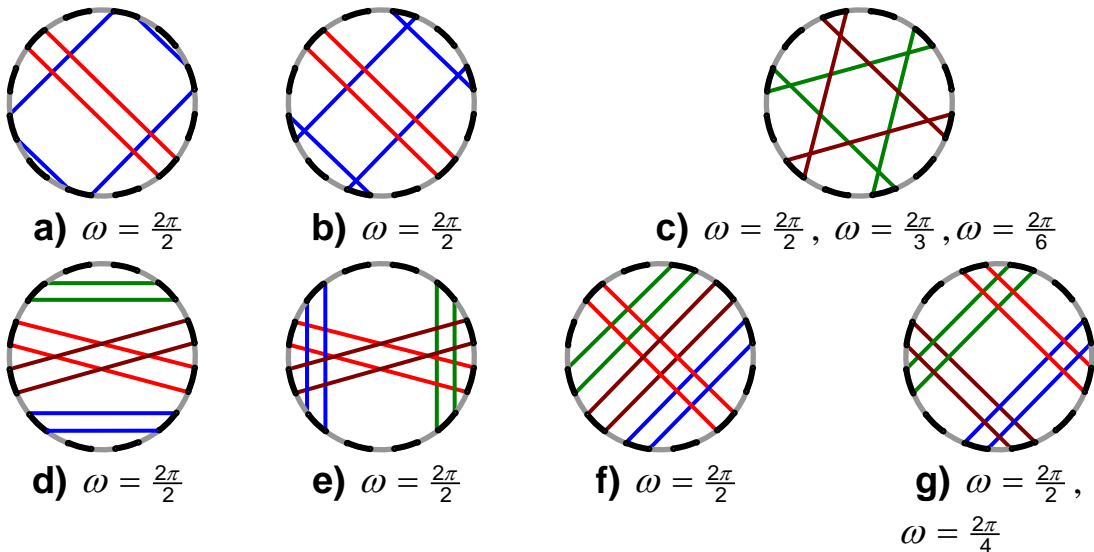 a) ω = 2π/2
b) ω = 2π/2
c) ω = 2π/2 , ω = 2π/3 , ω = 2π/6
d) ω = 2π/2
e) ω = 2π/2
f) ω = 2π/2
g) ω = 2π/2 ,
ω = 2π/4